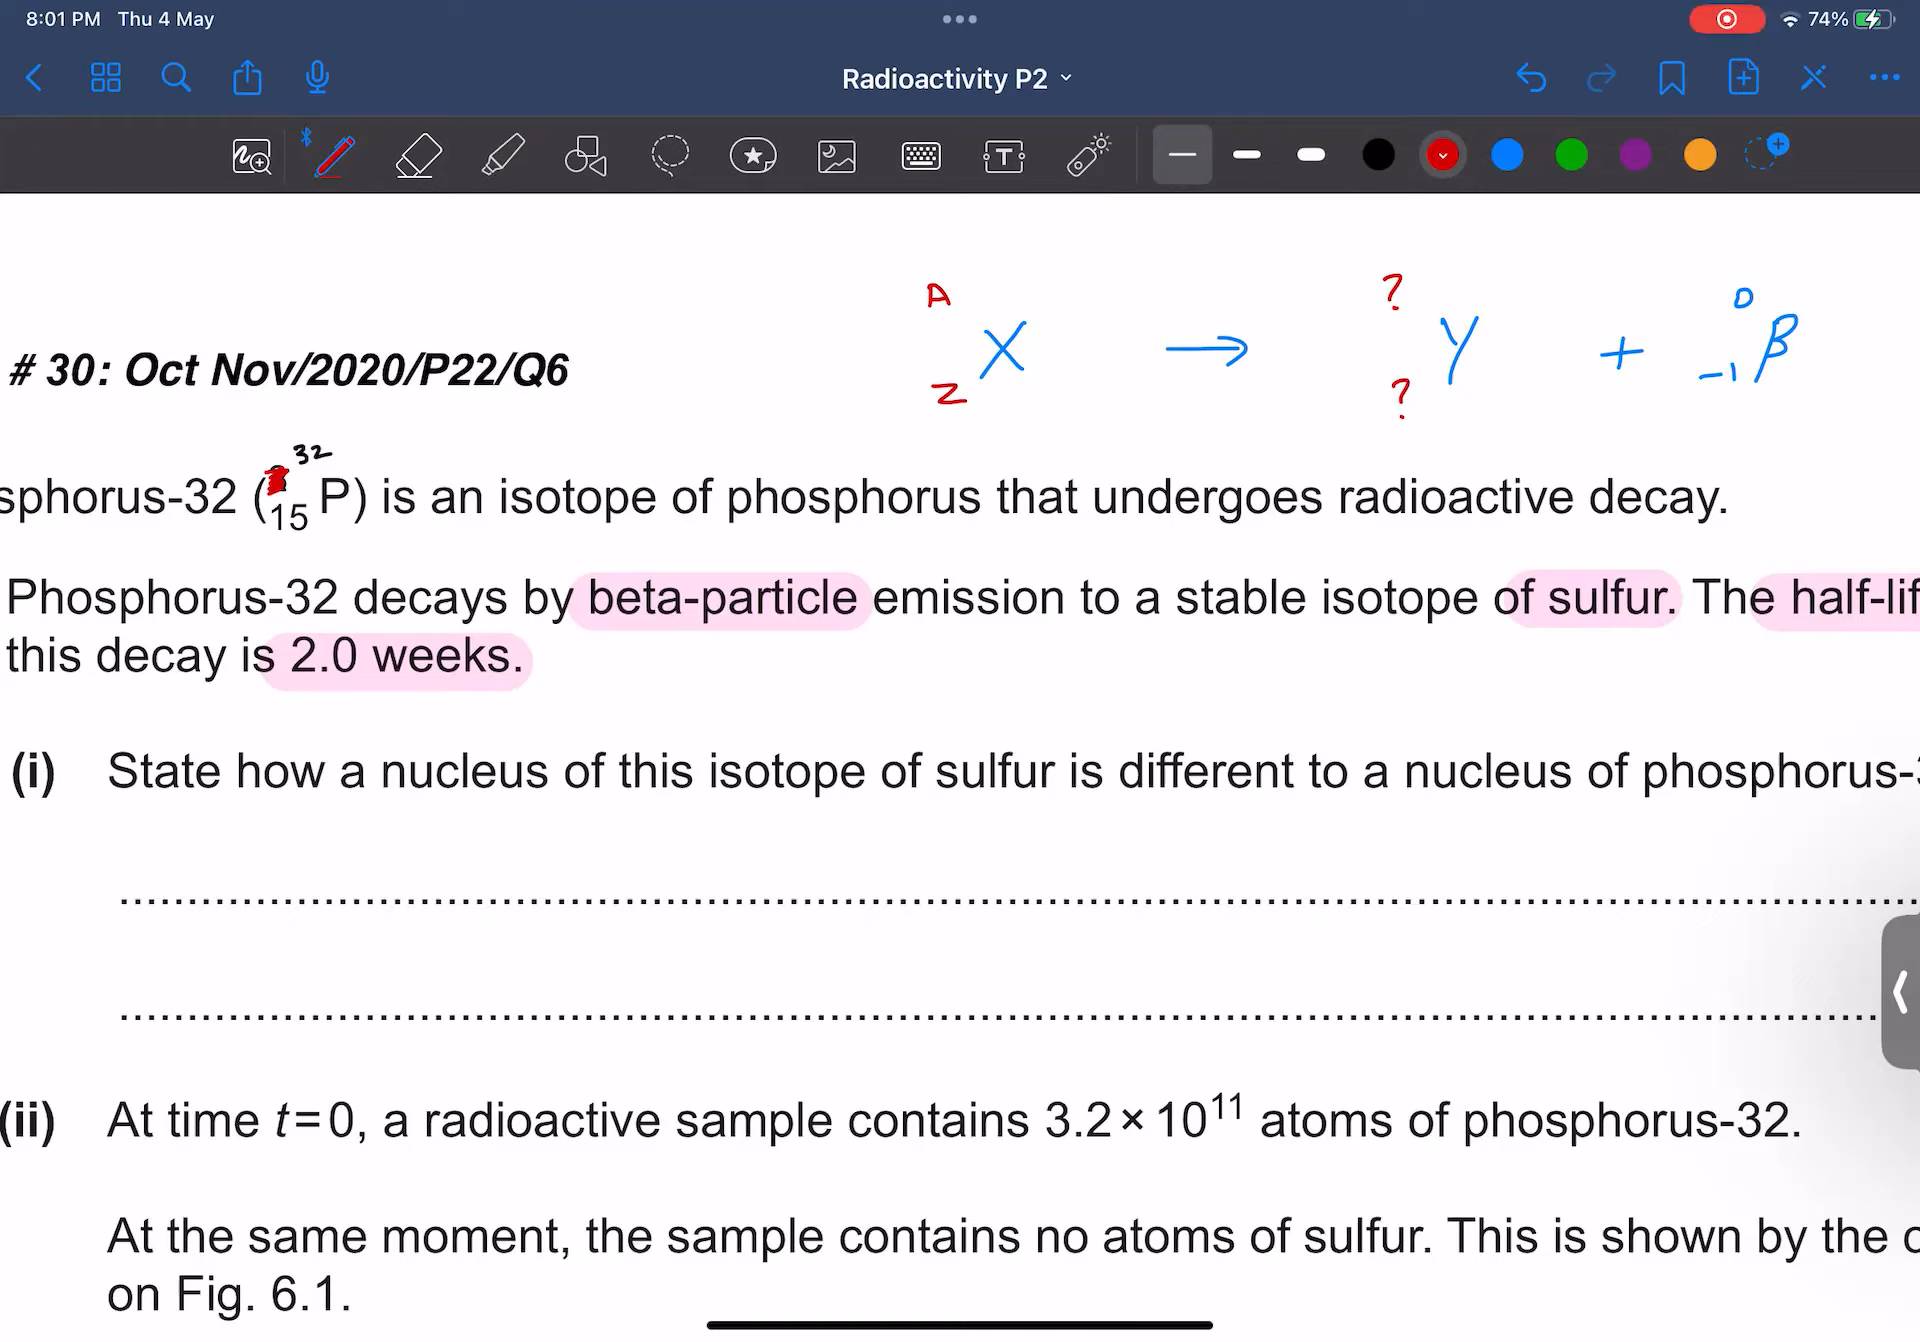 8:01 PM Thu 4 May
74%
Radioactivity P2
T
A ? 0
X → Y + β
Z ? -1
# 30: Oct Nov/2020/P22/Q6
32
sphorus-32 (15 P) is an isotope of phosphorus that undergoes radioactive decay.
Phosphorus-32 decays by beta-particle emission to a stable isotope of sulfur. The half-lif
this decay is 2.0 weeks.
(i) State how a nucleus of this isotope of sulfur is different to a nucleus of phosphorus-
(ii) At time t=0, a radioactive sample contains 3.2×10¹¹ atoms of phosphorus-32.
At the same moment, the sample contains no atoms of sulfur. This is shown by the
on Fig. 6.1.